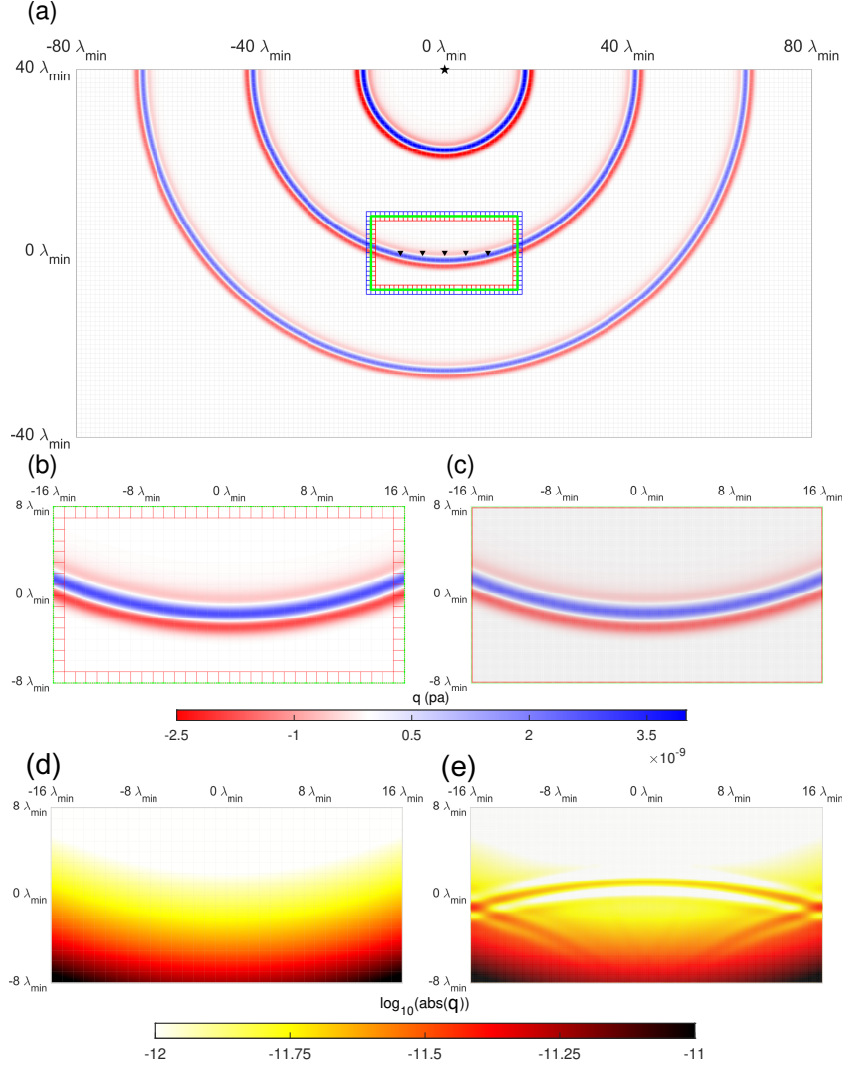 (a)
-80 λmin -40 λmin 0 λmin 40 λmin 80 λmin
40 λmin
0 λmin
-40 λmin
(b) (c)
-16 λmin -8 λmin 0 λmin 8 λmin 16 λmin -16 λmin -8 λmin 0 λmin 8 λmin 16 λmin
8 λmin 8 λmin
0 λmin 0 λmin
-8 λmin -8 λmin
q (pa)
-2.5 -1 0.5 2 3.5
×10-9
(d) (e)
-16 λmin -8 λmin 0 λmin 8 λmin 16 λmin -16 λmin -8 λmin 0 λmin 8 λmin 16 λmin
8 λmin 8 λmin
0 λmin 0 λmin
-8 λmin -8 λmin
log10(abs(q))
-12 -11.75 -11.5 -11.25 -11